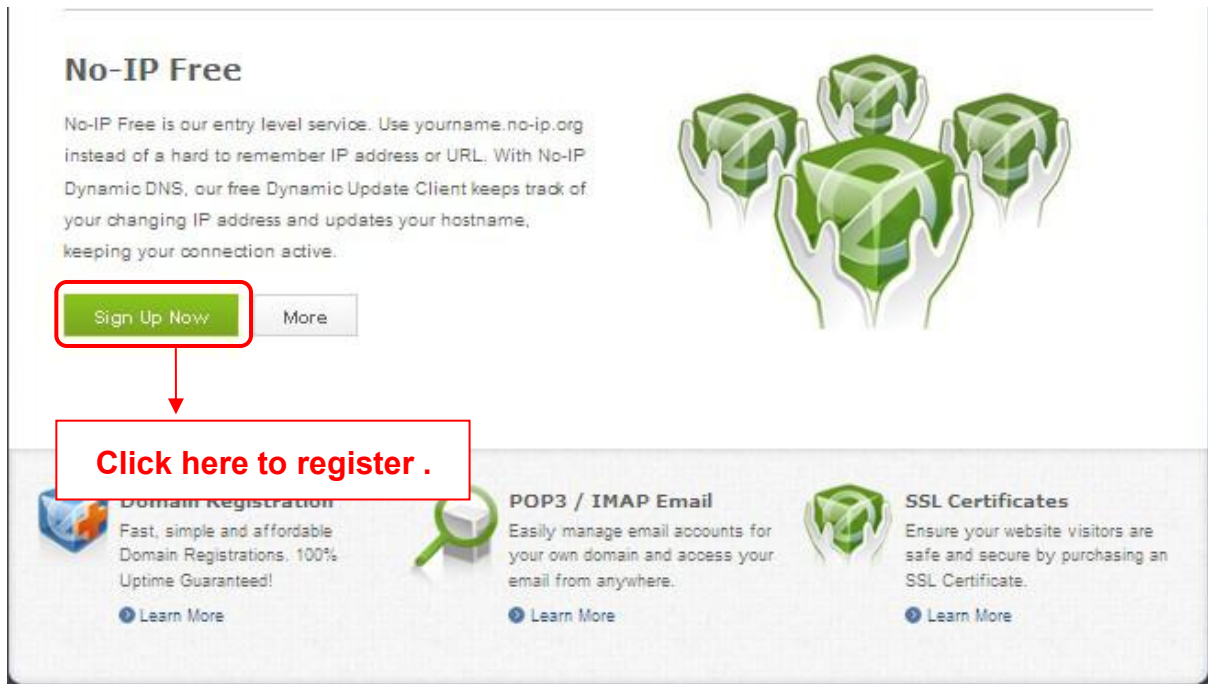 No-IP Free
No-IP Free is our entry level service. Use yourname.no-ip.org
instead of a hard to remember IP address or URL. With No-IP
Dynamic DNS, our free Dynamic Update Client keeps track of
your changing IP address and updates your hostname,
keeping your connection active.
Sign Up Now
More
Click here to register .
Domain Registration
Fast, simple and affordable
Domain Registrations. 100%
Uptime Guaranteed!
Learn More
POP3 / IMAP Email
Easily manage email accounts for
your own domain and access your
email from anywhere.
Learn More
SSL Certificates
Ensure your website visitors are
safe and secure by purchasing an
SSL Certificate.
Learn More